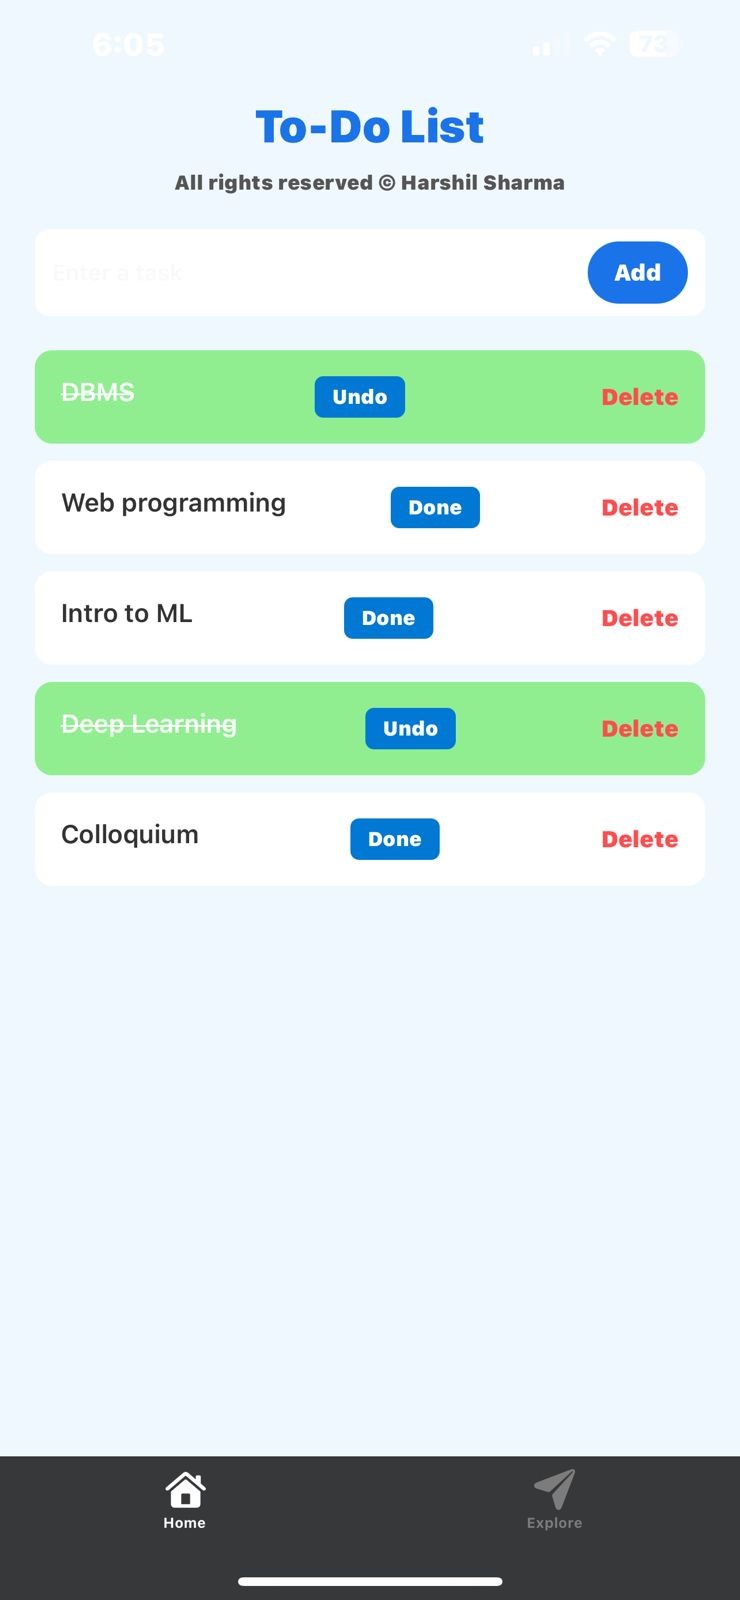 6:05 73
To-Do List
All rights reserved © Harshil Sharma
Enter a task Add
DBMS Undo Delete
Web programming Done Delete
Intro to ML Done Delete
Deep Learning Undo Delete
Colloquium Done Delete
Home Explore